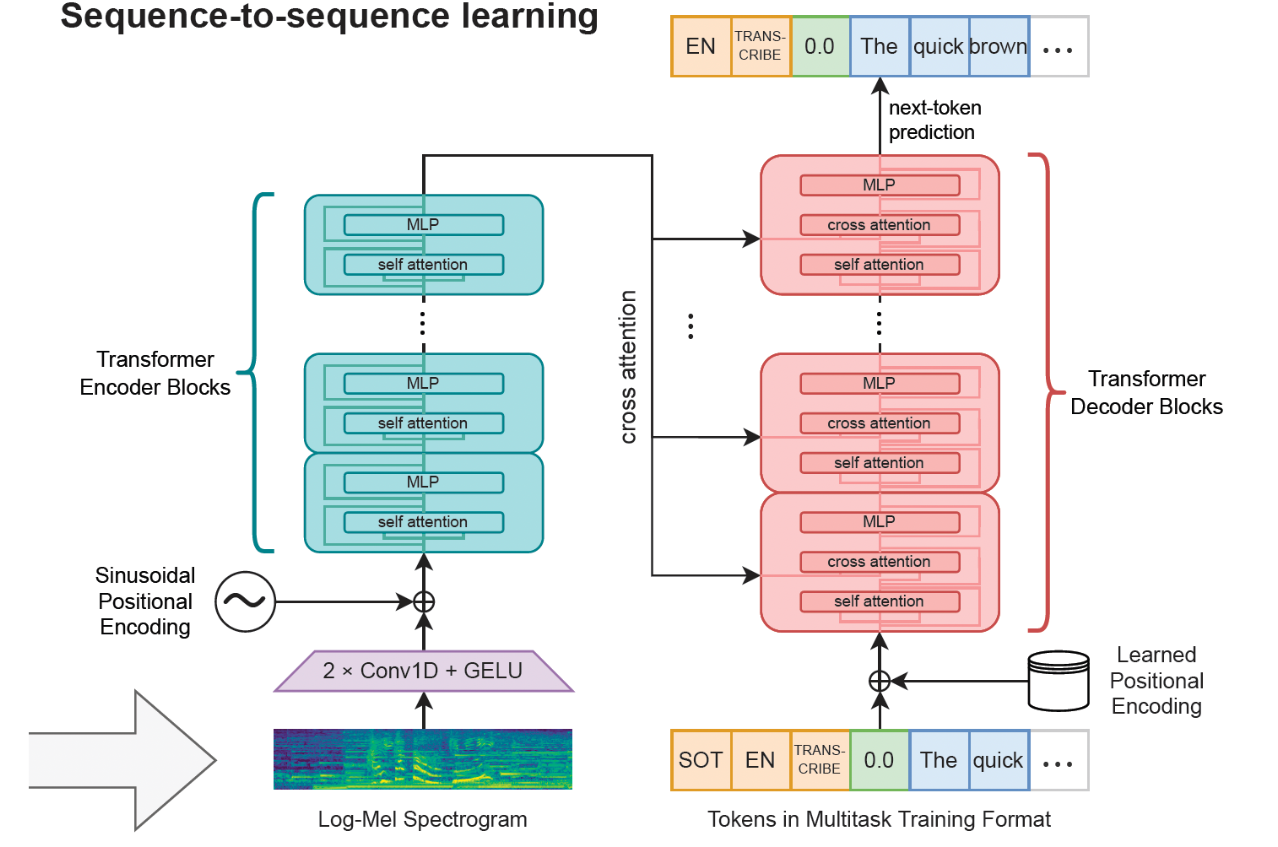 Sequence-to-sequence learning
EN TRANS-CRIBE 0.0 The quick brown ...
next-token
prediction
MLP
cross attention
self attention
MLP
self attention
⋮
⋮
⋮
cross attention
Transformer
Encoder Blocks
MLP
self attention
MLP
self attention
MLP
cross attention
self attention
MLP
cross attention
self attention
Transformer
Decoder Blocks
Sinusoidal
Positional
Encoding
2 × Conv1D + GELU
Learned
Positional
Encoding
SOT EN TRANS-CRIBE 0.0 The quick ...
Log-Mel Spectrogram
Tokens in Multitask Training Format